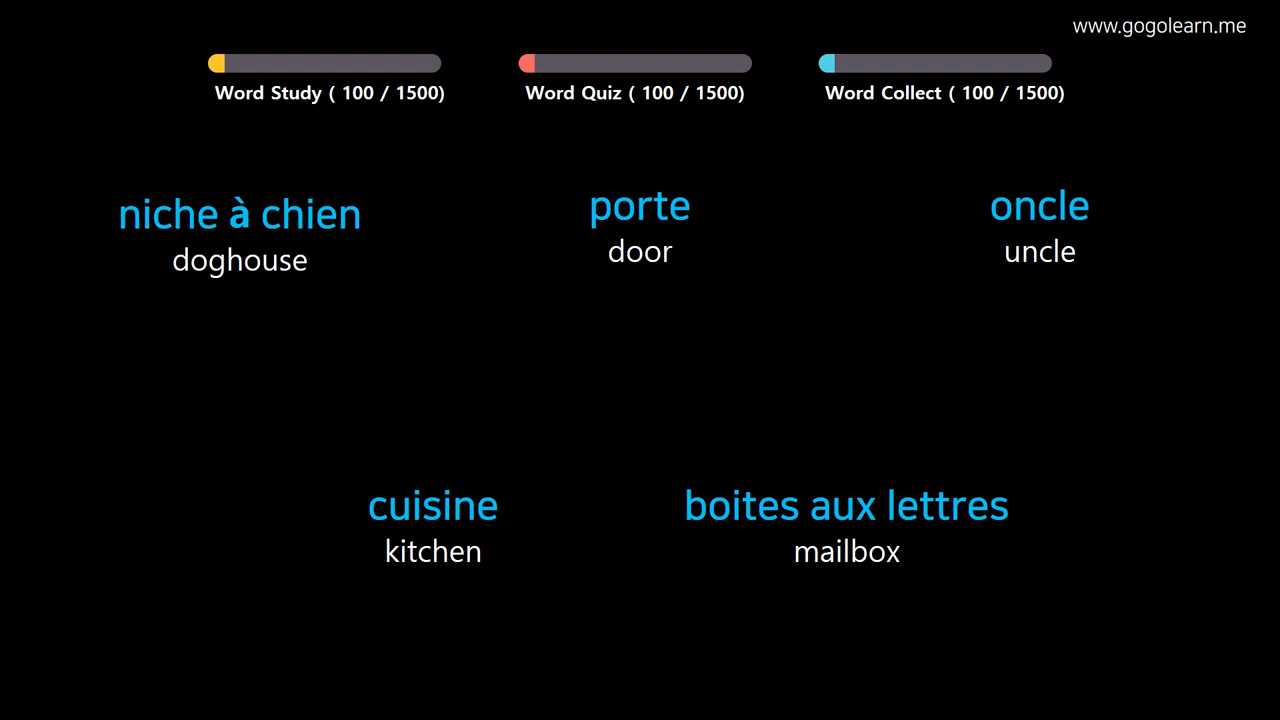 www.gogolearn.me
Word Study ( 100 / 1500)
Word Quiz ( 100 / 1500)
Word Collect ( 100 / 1500)
niche à chien
doghouse
porte
door
oncle
uncle
cuisine
kitchen
boites aux lettres
mailbox